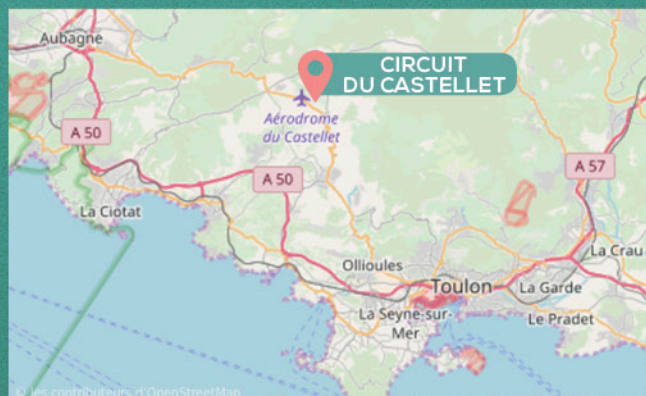 Aubagne
CIRCUIT
DU CASTELLET
Aérodrome
du Castellet
A 50
A 50
A 57
La Ciotat
La Crau
Ollioules
Toulon
La Garde
La Seyne-sur-
Mer
Le Pradet
© les contributeurs d'OpenStreetMap